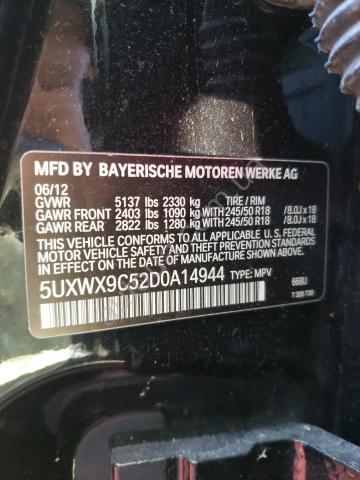 MFD BY BAYERISCHE MOTOREN WERKE AG
06/12
GVWR 5137 lbs 2330 kg TIRE / RIM
GAWR FRONT 2403 lbs 1090 kg WITH 245/50 R18 / 8.0J x 18
GAWR REAR 2822 lbs 1280 kg WITH 245/50 R18 / 8.0J x 18
THIS VEHICLE CONFORMS TO ALL APPLICABLE U.S. FEDERAL
MOTOR VEHICLE SAFETY STANDARDS IN EFFECT ON THE
DATE OF MANUFACTURE SHOWN ABOVE.
5UXWX9C52D0A14944 TYPE: MPV
668U
7 320 730